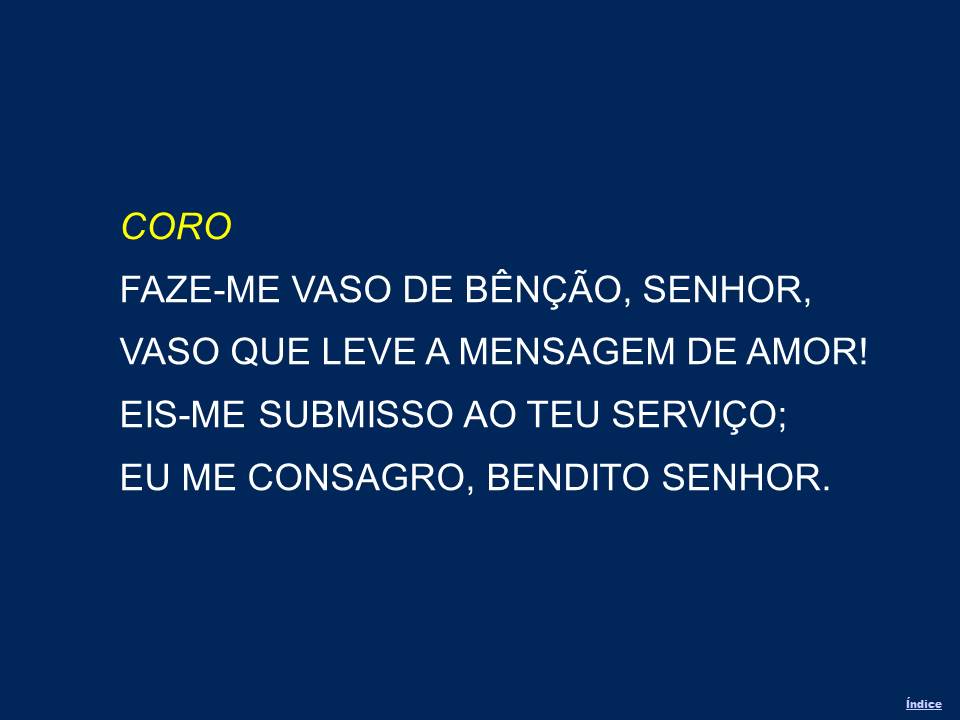 CORO
FAZE-ME VASO DE BÊNÇÃO, SENHOR,
VASO QUE LEVE A MENSAGEM DE AMOR!
EIS-ME SUBMISSO AO TEU SERVIÇO;
EU ME CONSAGRO, BENDITO SENHOR.
Índice